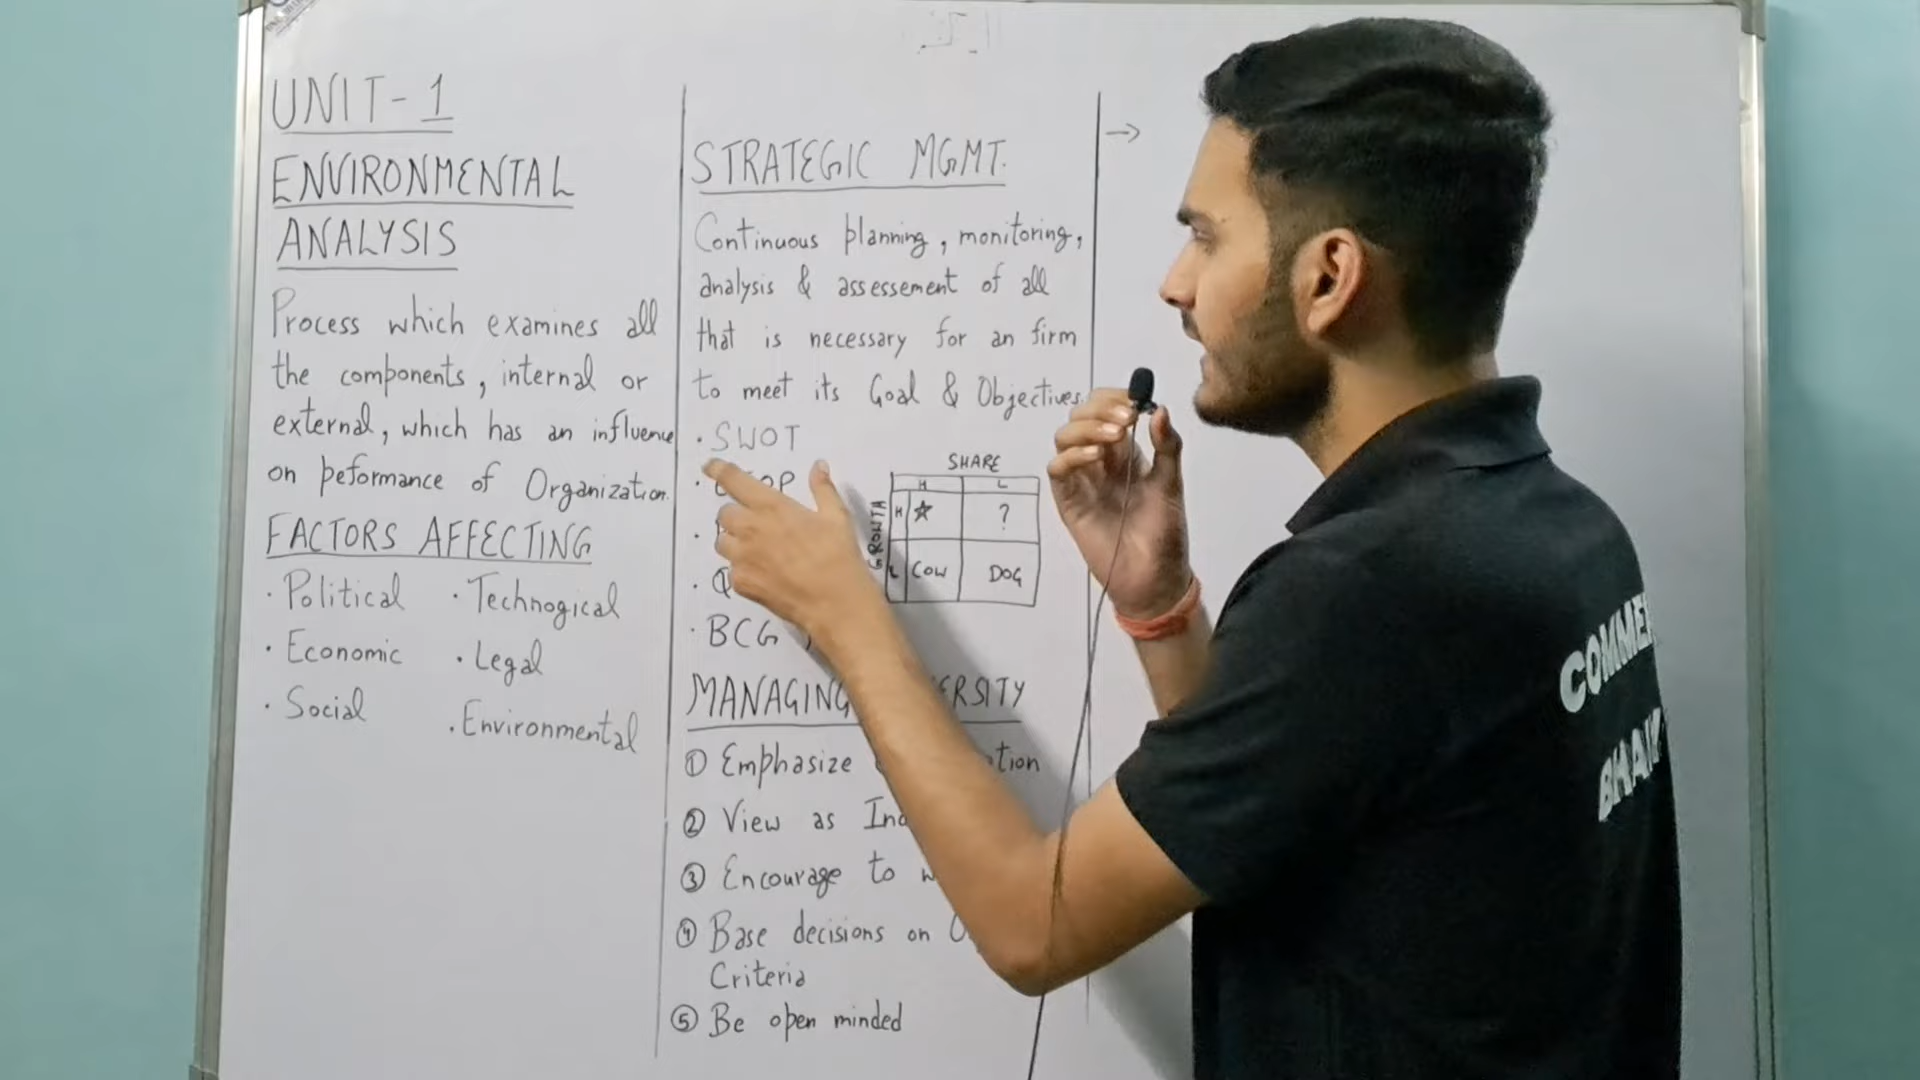 UNIT-1
ENVIRONMENTAL
ANALYSIS
Process which examines all
the components, internal or
external, which has an influence
on peformance of Organization.
FACTORS AFFECTING
· Political
· Technogical
· Economic
· Legal
· Social
· Environmental
STRATEGIC MGMT.
Continuous planning, monitoring,
analysis & assessement of all
that is necessary for an firm
to meet its Goal & Objectives.
· SWOT
· BCG
SHARE
H L
GROWTH
H ☆ ?
L COW DOG
MANAGING
① Emphasize
② View as
③ Encourage to
④ Base decisions on
Criteria
⑤ Be open minded
→